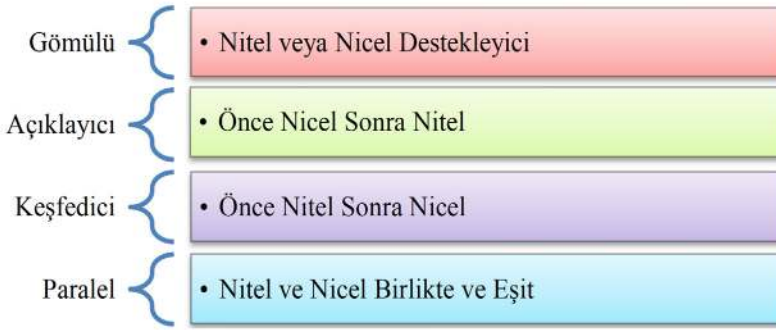 Gömülü
• Nitel veya Nicel Destekleyici
Açıklayıcı
• Önce Nicel Sonra Nitel
Keşfedici
• Önce Nitel Sonra Nicel
Paralel
• Nitel ve Nicel Birlikte ve Eşit